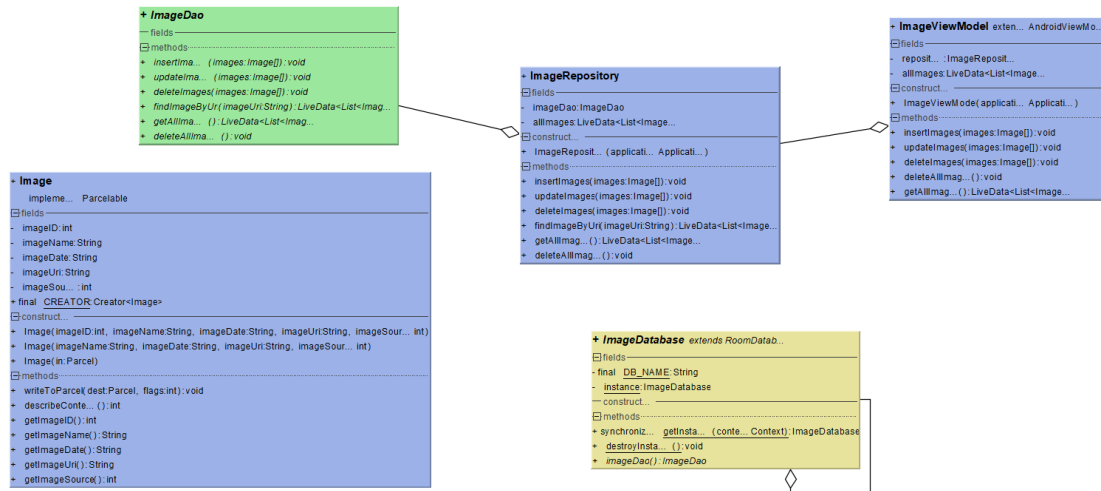 + ImageDao
fields
methods
+ insertIma... (images:Image[]):void
+ updateIma... (images:Image[]):void
+ deleteImages(images:Image[]):void
+ findImageByUr(imageUri:String):LiveData<List<Imag...
+ getAllIma... ():LiveData<List<Imag...
+ deleteAllIma... ():void
+ ImageRepository
fields
- imageDao:ImageDao
- allImages:LiveData<List<Image...
construct...
+ ImageReposit... (applicati... Applicati...)
methods
+ insertImages(images:Image[]):void
+ updateImages(images:Image[]):void
+ deleteImages(images:Image[]):void
+ findImageByUri(imageUri:String):LiveData<List<Image...
+ getAllImag...():LiveData<List<Image...
+ deleteAllImag...():void
+ ImageViewModel exten... AndroidViewMo...
fields
- reposit... :ImageReposit...
- allImages:LiveData<List<Image...
construct...
+ ImageViewMode(applicati... Applicati...)
methods
+ insertImages(images:Image[]):void
+ updateImages(images:Image[]):void
+ deleteImages(images:Image[]):void
+ deleteAllImag...():void
+ getAllImag...():LiveData<List<Image...
+ Image
impleme... Parcelable
fields
- imageID:int
- imageName:String
- imageDate:String
- imageUri:String
- imageSou... :int
+ final CREATOR:Creator<Image>
construct...
+ Image(imageID:int, imageName:String, imageDate:String, imageUri:String, imageSour... int)
+ Image(imageName:String, imageDate:String, imageUri:String, imageSour... int)
+ Image(in:Parcel)
methods
+ writeToParcel(dest:Parcel, flags:int):void
+ describeConte... ():int
+ getImageID():int
+ getImageName():String
+ getImageDate():String
+ getImageUri():String
+ getImageSource():int
+ ImageDatabase extends RoomDatab...
fields
- final DB_NAME:String
- instance:ImageDatabase
construct...
methods
+ synchroniz... getInsta... (conte... Context):ImageDatabase
+ destroyInsta... ():void
+ imageDao():ImageDao